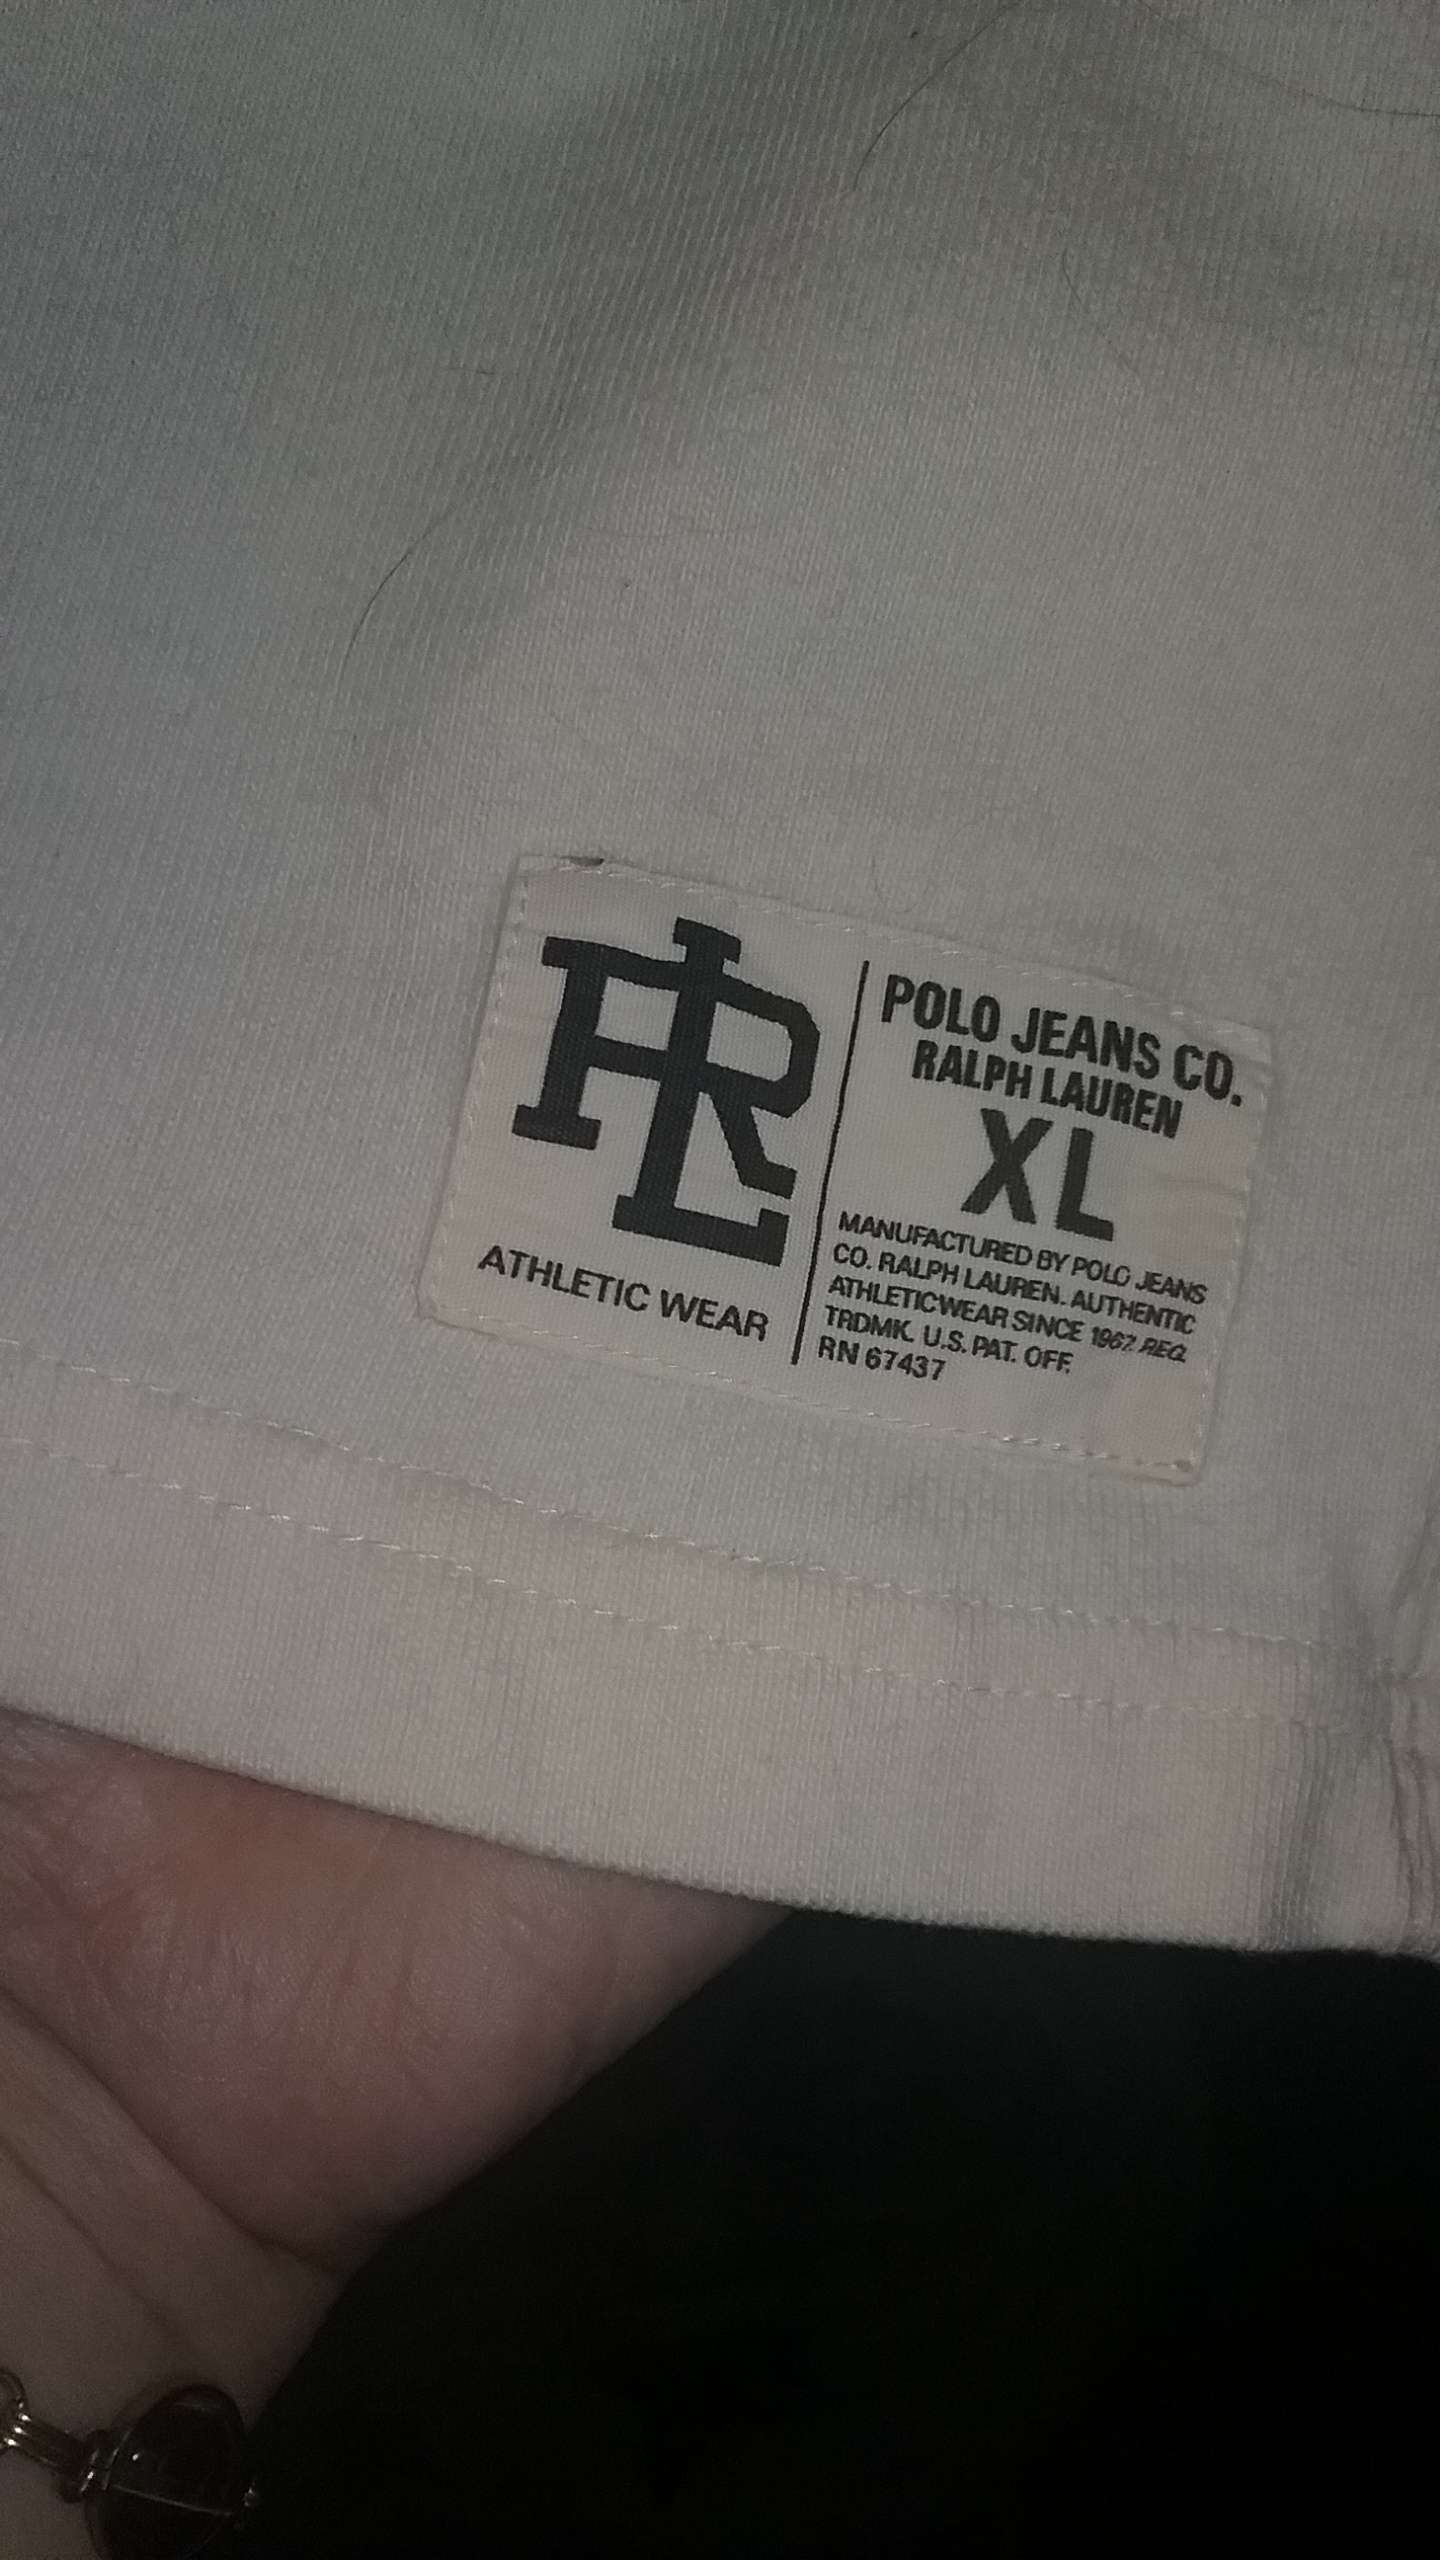 RL
ATHLETIC WEAR
POLO JEANS CO.
RALPH LAUREN
XL
MANUFACTURED BY POLO JEANS
CO. RALPH LAUREN. AUTHENTIC
ATHLETICWEAR SINCE 1967. REG.
TRDMK. U.S. PAT. OFF.
RN 67437